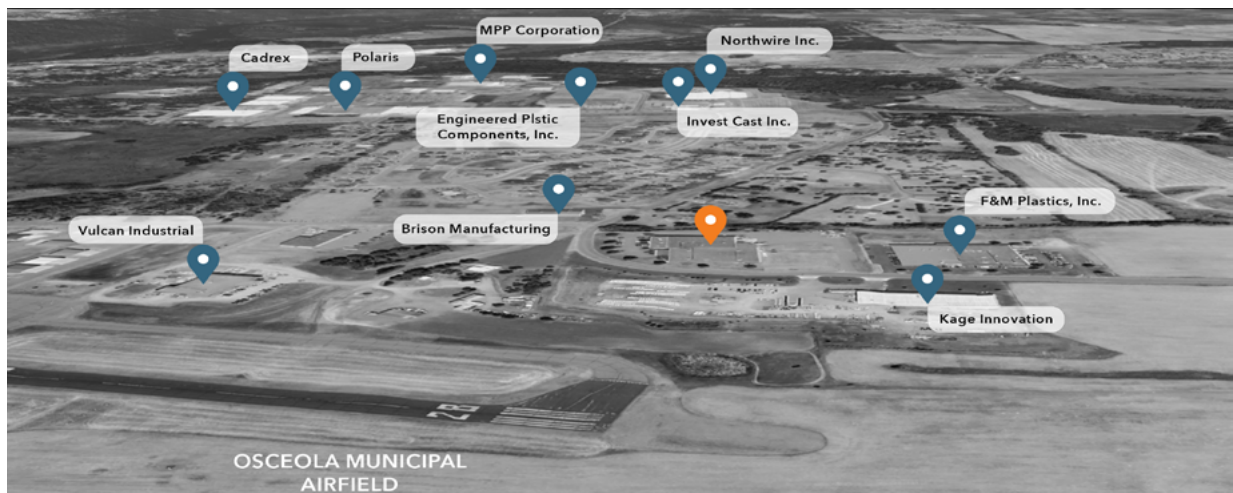 MPP Corporation
Northwire Inc.
Cadrex
Polaris
Engineered Plstic
Components, Inc.
Invest Cast Inc.
F&M Plastics, Inc.
Vulcan Industrial
Brison Manufacturing
Kage Innovation
28
OSCEOLA MUNICIPAL
AIRFIELD